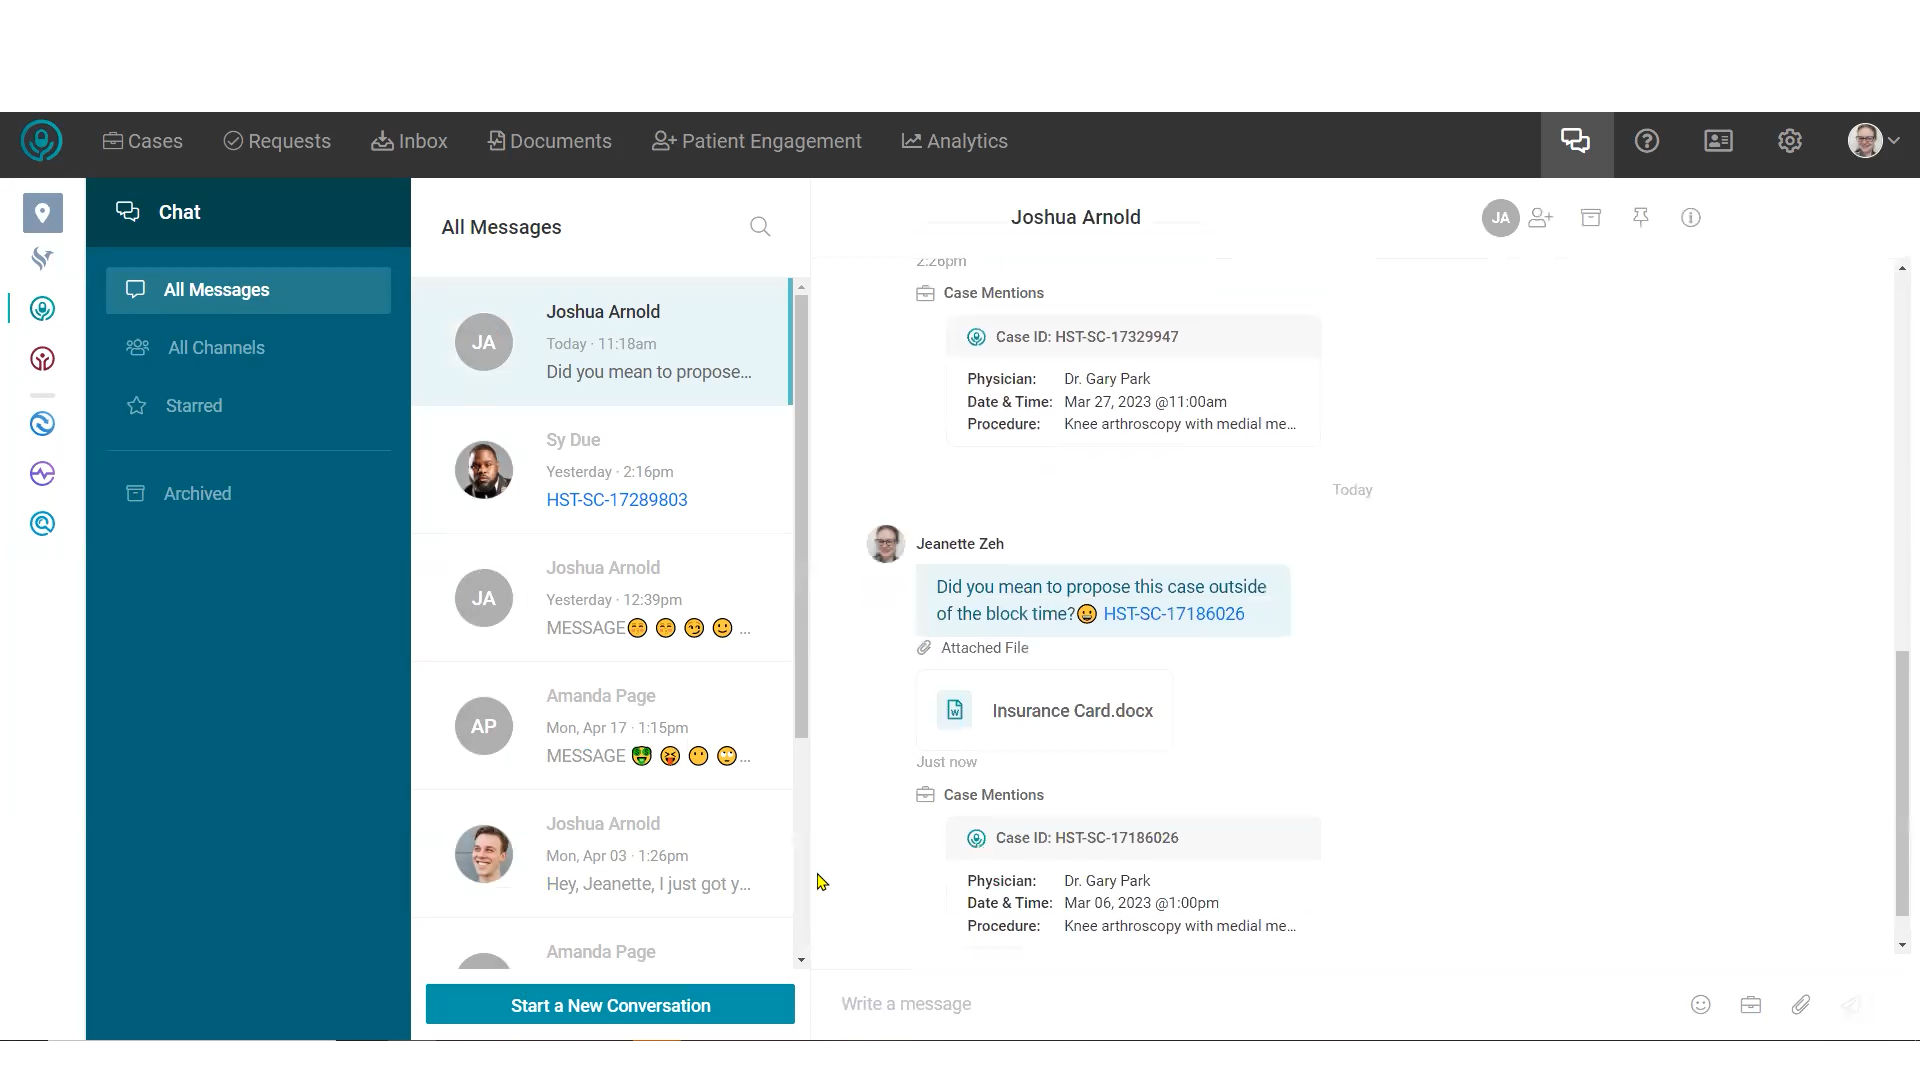 Cases
Requests
Inbox
Documents
Patient Engagement
Analytics
Chat
All Messages
All Channels
Starred
Archived
All Messages
Joshua Arnold
Today · 11:18am
JA
Did you mean to propose...
Sy Due
Yesterday · 2:16pm
HST-SC-17289803
Joshua Arnold
Yesterday · 12:39pm
JA
MESSAGE😁 😁 😏 🙂 ...
Amanda Page
Mon, Apr 17 · 1:15pm
AP
MESSAGE 🤑 😝 😶 🙄...
Joshua Arnold
Mon, Apr 03 · 1:26pm
Hey, Jeanette, I just got y...
Amanda Page
Start a New Conversation
Joshua Arnold
JA
2:26pm
Case Mentions
Case ID: HST-SC-17329947
Physician: Dr. Gary Park
Date & Time: Mar 27, 2023 @11:00am
Procedure: Knee arthroscopy with medial me...
Today
Jeanette Zeh
Did you mean to propose this case outside
of the block time?😀 HST-SC-17186026
Attached File
Insurance Card.docx
Just now
Case Mentions
Case ID: HST-SC-17186026
Physician: Dr. Gary Park
Date & Time: Mar 06, 2023 @1:00pm
Procedure: Knee arthroscopy with medial me...
Write a message